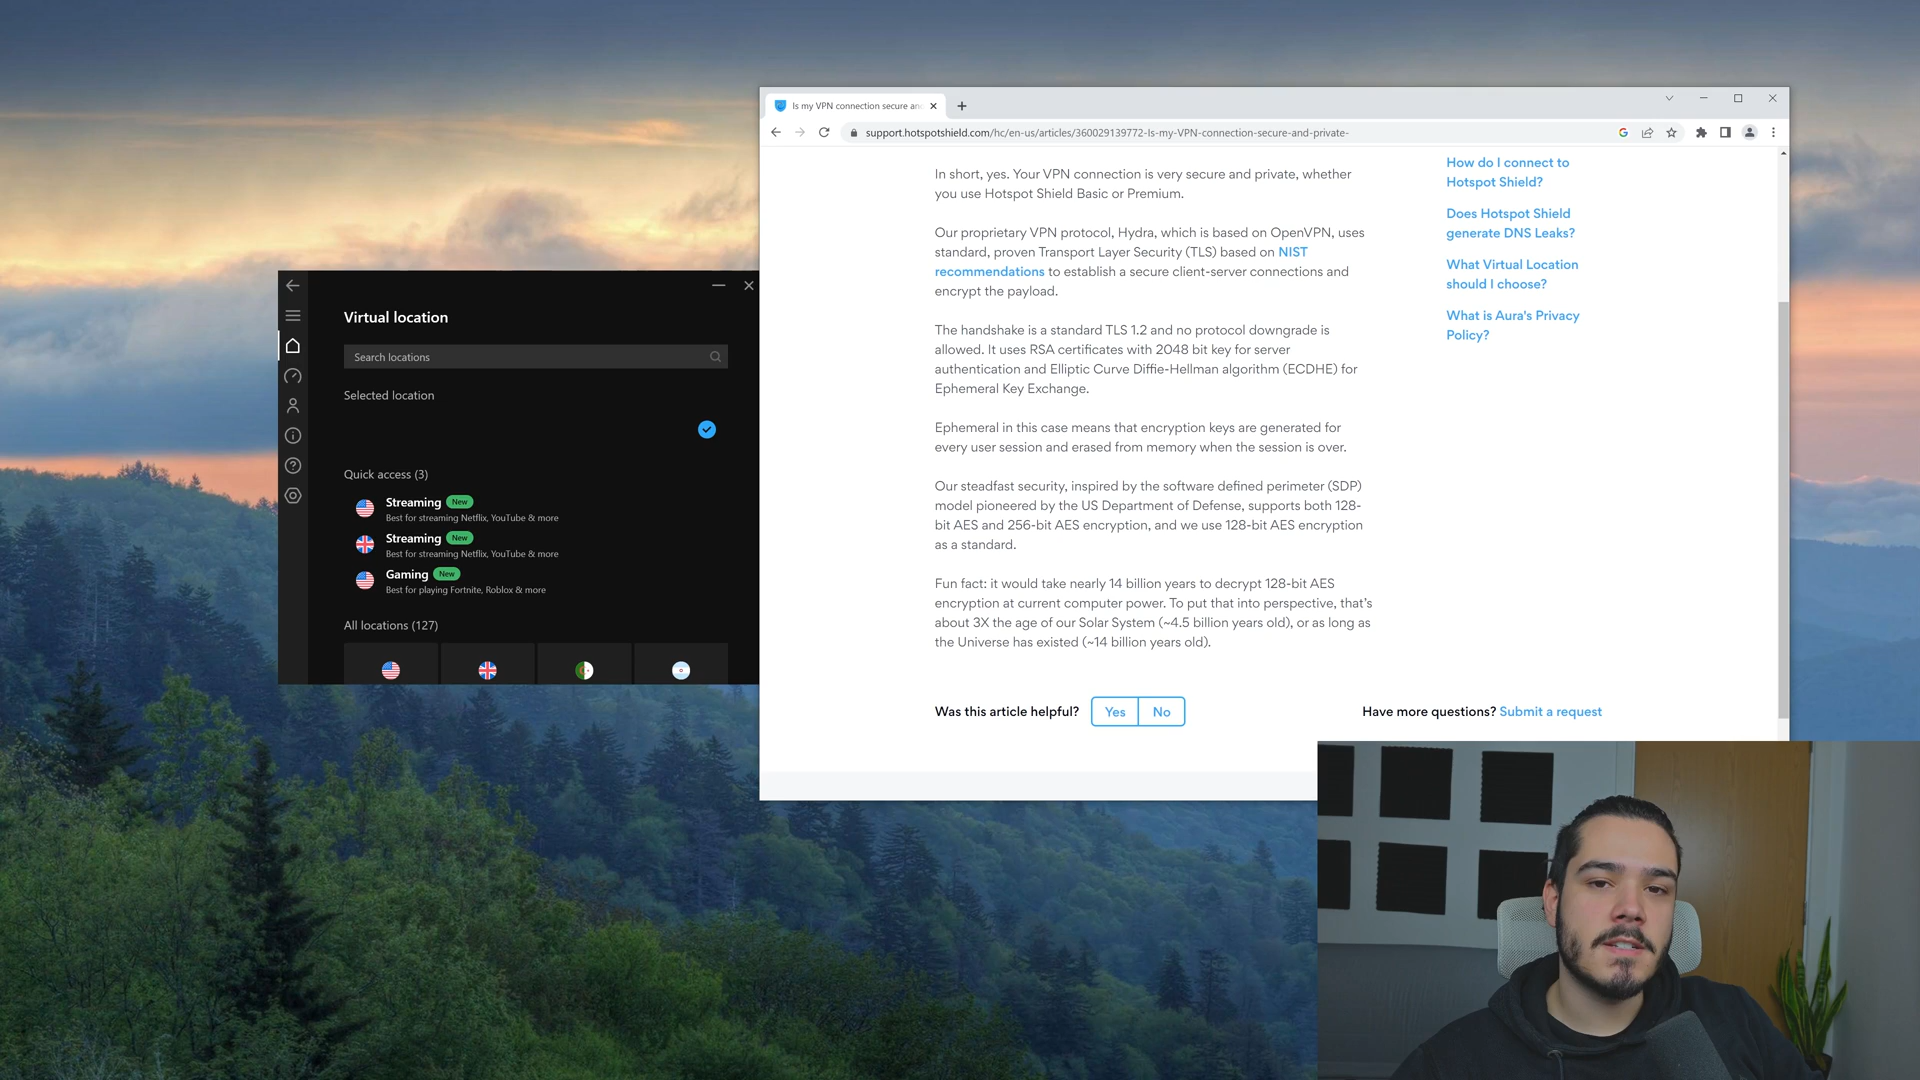 Virtual location
Search locations
Selected location
Quick access (3)
Streaming New
Best for streaming Netflix, YouTube & more
Streaming New
Best for streaming Netflix, YouTube & more
Gaming New
Best for playing Fortnite, Roblox & more
All locations (127)
Is my VPN connection secure an
support.hotspotshield.com/hc/en-us/articles/360029139772-Is-my-VPN-connection-secure-and-private-
In short, yes. Your VPN connection is very secure and private, whether
you use Hotspot Shield Basic or Premium.
Our proprietary VPN protocol, Hydra, which is based on OpenVPN, uses
standard, proven Transport Layer Security (TLS) based on NIST
recommendations to establish a secure client-server connections and
encrypt the payload.
The handshake is a standard TLS 1.2 and no protocol downgrade is
allowed. It uses RSA certificates with 2048 bit key for server
authentication and Elliptic Curve Diffie-Hellman algorithm (ECDHE) for
Ephemeral Key Exchange.
Ephemeral in this case means that encryption keys are generated for
every user session and erased from memory when the session is over.
Our steadfast security, inspired by the software defined perimeter (SDP)
model pioneered by the US Department of Defense, supports both 128-
bit AES and 256-bit AES encryption, and we use 128-bit AES encryption
as a standard.
Fun fact: it would take nearly 14 billion years to decrypt 128-bit AES
encryption at current computer power. To put that into perspective, that's
about 3X the age of our Solar System (~4.5 billion years old), or as long as
the Universe has existed (~14 billion years old).
Was this article helpful? Yes No
Have more questions? Submit a request
How do I connect to
Hotspot Shield?
Does Hotspot Shield
generate DNS Leaks?
What Virtual Location
should I choose?
What is Aura's Privacy
Policy?